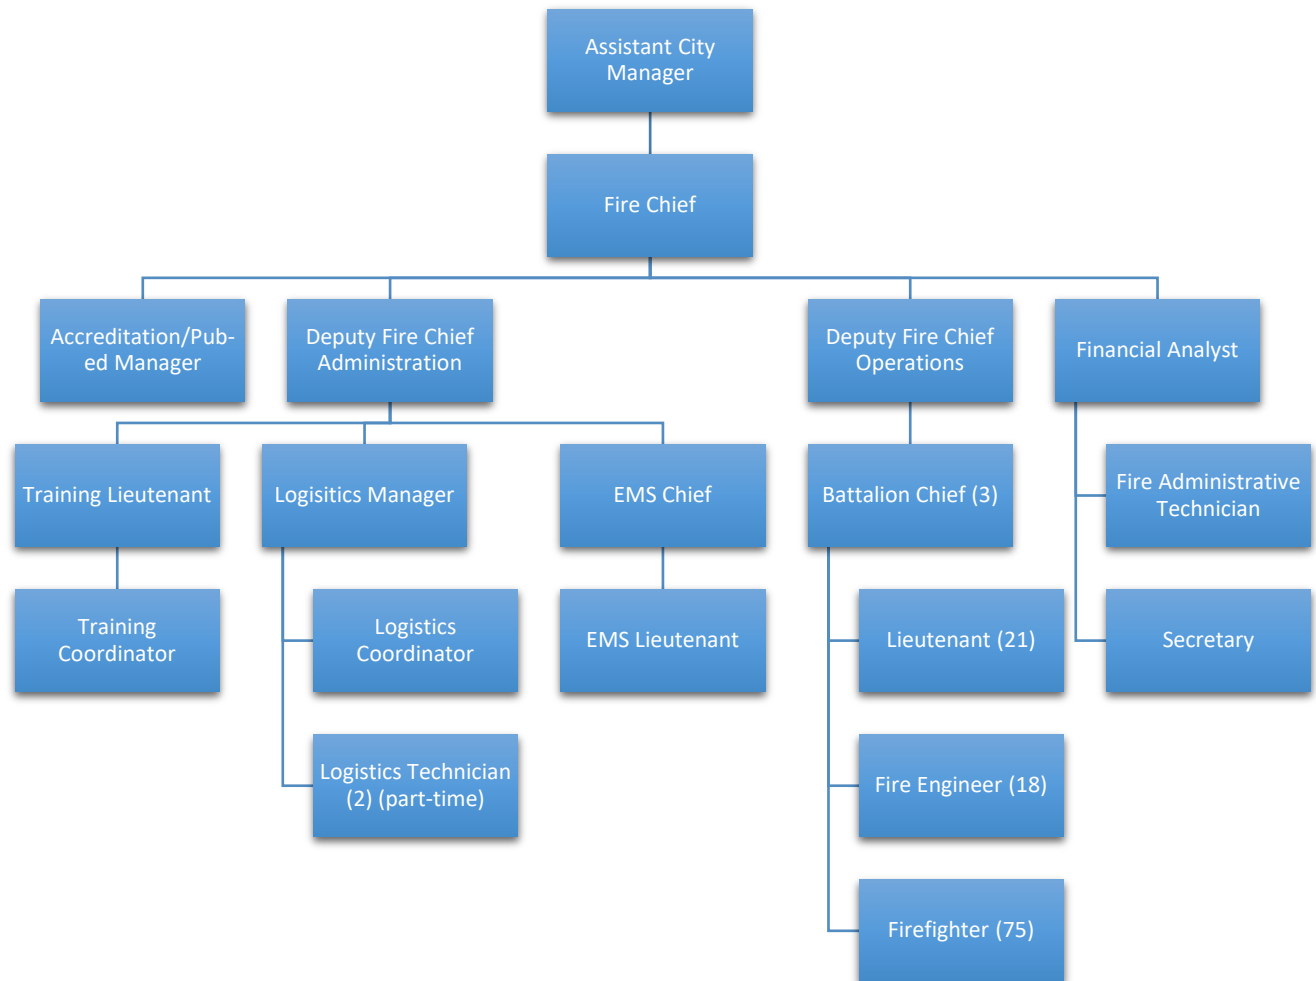 Assistant City
Manager
Fire Chief
Accreditation/Pub-
ed Manager
Deputy Fire Chief
Administration
Deputy Fire Chief
Operations
Financial Analyst
Training Lieutenant
Logisitics Manager
EMS Chief
Battalion Chief (3)
Fire Administrative
Technician
Training
Coordinator
Logistics
Coordinator
EMS Lieutenant
Lieutenant (21)
Secretary
Logistics Technician
(2) (part-time)
Fire Engineer (18)
Firefighter (75)